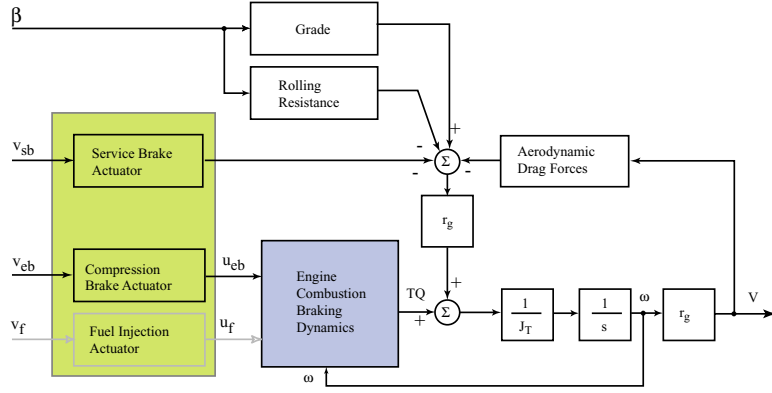 β
Grade
Rolling
Resistance
+
-
v_sb
Service Brake
Actuator
-
Σ
-
Aerodynamic
Drag Forces
r_g
v_eb
Compression
Brake Actuator
u_eb
Engine
Combustion
Braking
Dynamics
TQ
+
+
Σ
1
J_T
1
s
ω
r_g
V
v_f
Fuel Injection
Actuator
u_f
ω